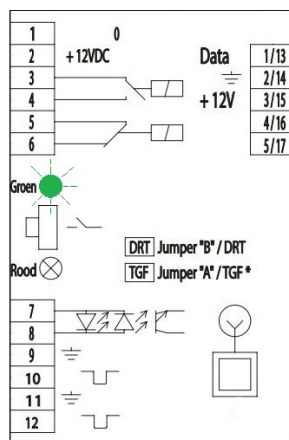 1 0
2 + 12VDC
3
4
5
6
Data 1/13
2/14
+ 12V 3/15
4/16
5/17
Groen
DRT Jumper "B" / DRT
Rood
TGF Jumper "A" / TGF *
7
8
9
10
11
12